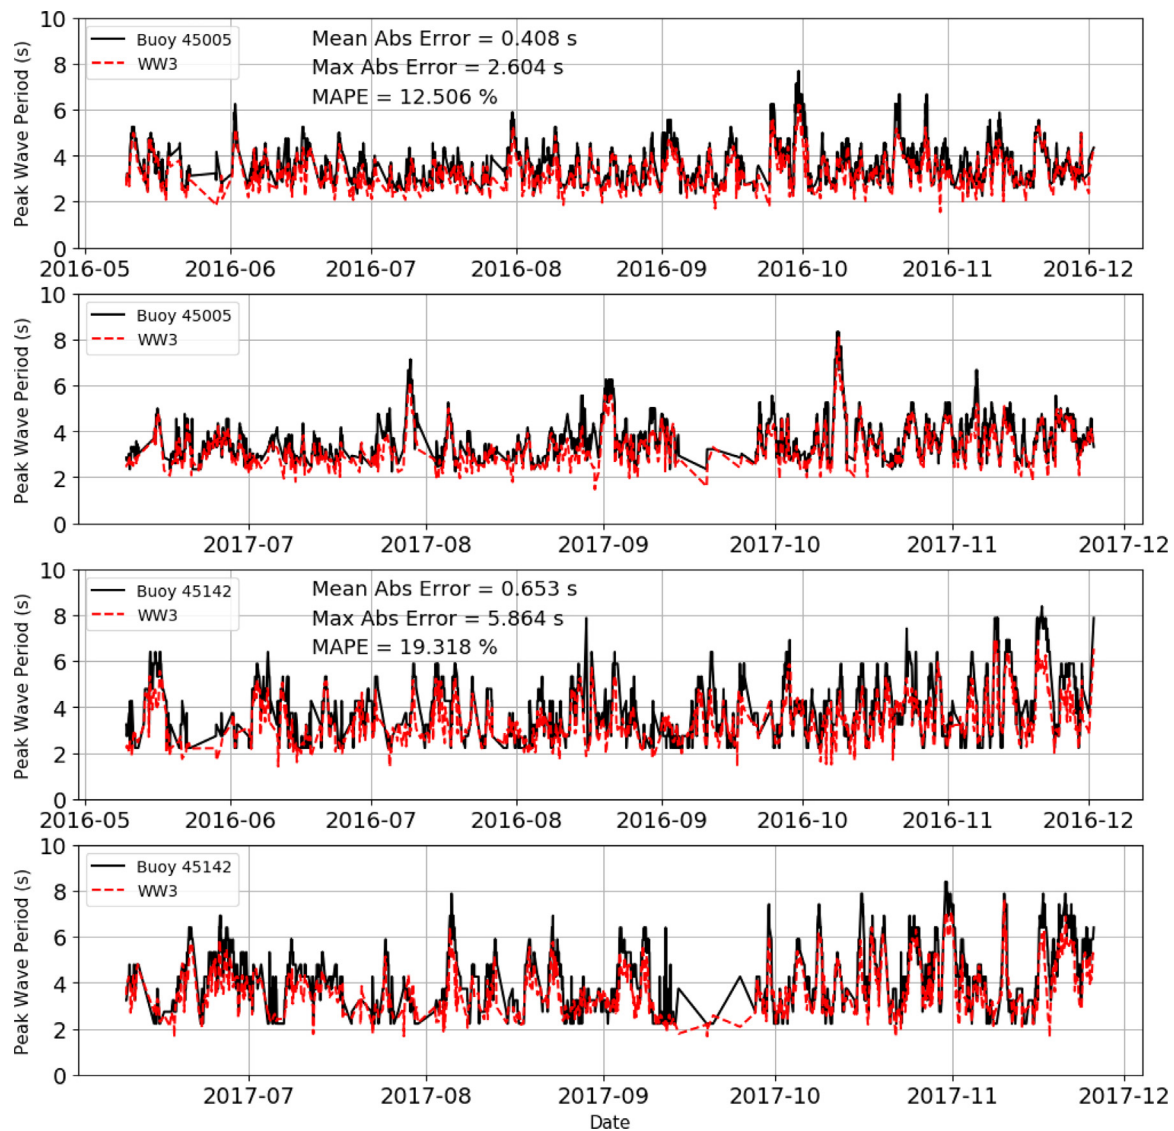 10
8
6
4
2
0
Peak Wave Period (s)
Buoy 45005
WW3
Mean Abs Error = 0.408 s
Max Abs Error = 2.604 s
MAPE = 12.506 %
2016-05 2016-06 2016-07 2016-08 2016-09 2016-10 2016-11 2016-12
10
8
6
4
2
0
Peak Wave Period (s)
Buoy 45005
WW3
2017-07 2017-08 2017-09 2017-10 2017-11 2017-12
10
8
6
4
2
0
Peak Wave Period (s)
Buoy 45142
WW3
Mean Abs Error = 0.653 s
Max Abs Error = 5.864 s
MAPE = 19.318 %
2016-05 2016-06 2016-07 2016-08 2016-09 2016-10 2016-11 2016-12
10
8
6
4
2
0
Peak Wave Period (s)
Buoy 45142
WW3
2017-07 2017-08 2017-09 2017-10 2017-11 2017-12
Date